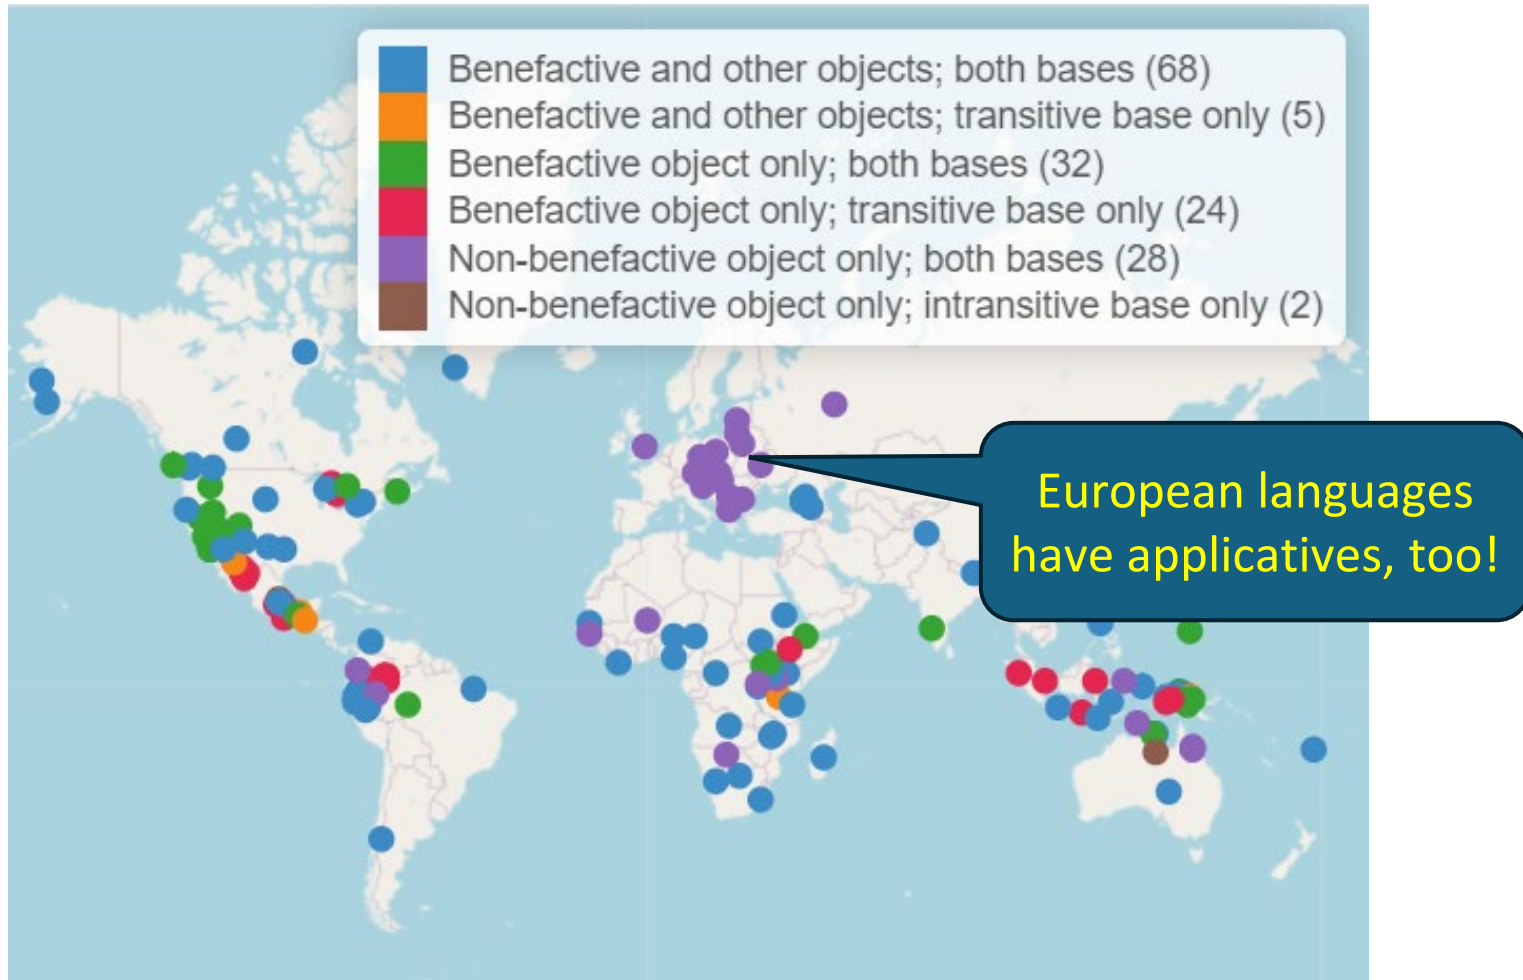 Benefactive and other objects; both bases (68)
Benefactive and other objects; transitive base only (5)
Benefactive object only; both bases (32)
Benefactive object only; transitive base only (24)
Non-benefactive object only; both bases (28)
Non-benefactive object only; intransitive base only (2)
European languages
have applicatives, too!